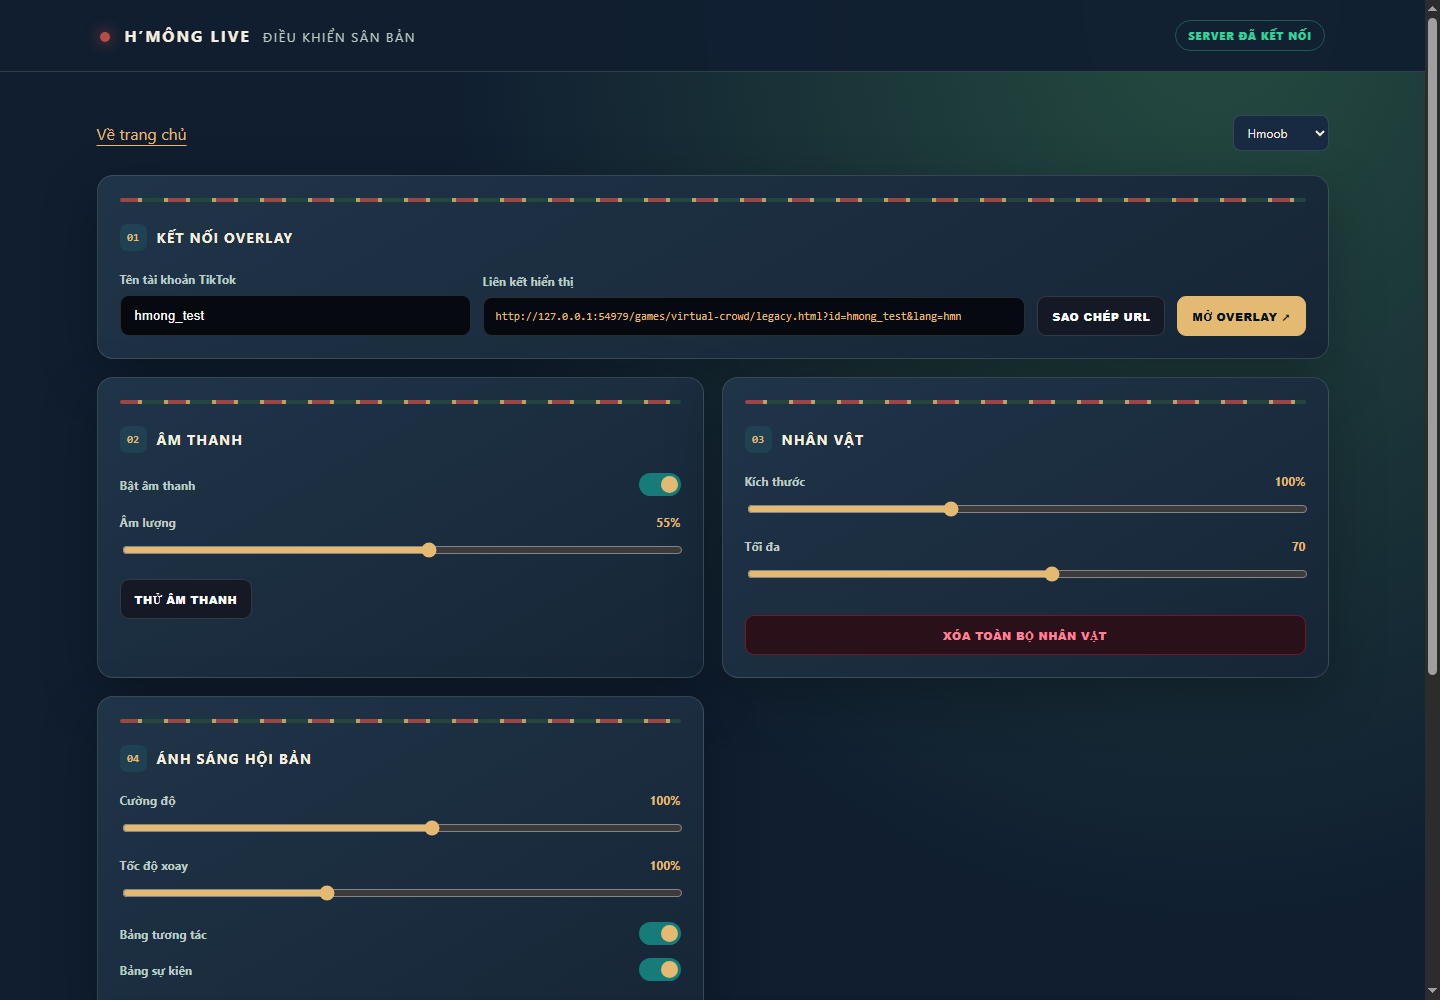 H'MÔNG LIVE ĐIỀU KHIỂN SÂN BẢN
SERVER ĐÃ KẾT NỐI
Về trang chủ
Hmoob
01 KẾT NỐI OVERLAY
Tên tài khoản TikTok
Liên kết hiển thị
hmong_test
http://127.0.0.1:54979/games/virtual-crowd/legacy.html?id=hmong_test&lang=hmn
SAO CHÉP URL
MỞ OVERLAY ↗
02 ÂM THANH
Bật âm thanh
Âm lượng 55%
THỬ ÂM THANH
03 NHÂN VẬT
Kích thước 100%
Tối đa 70
XÓA TOÀN BỘ NHÂN VẬT
04 ÁNH SÁNG HỘI BẢN
Cường độ 100%
Tốc độ xoay 100%
Bảng tương tác
Bảng sự kiện